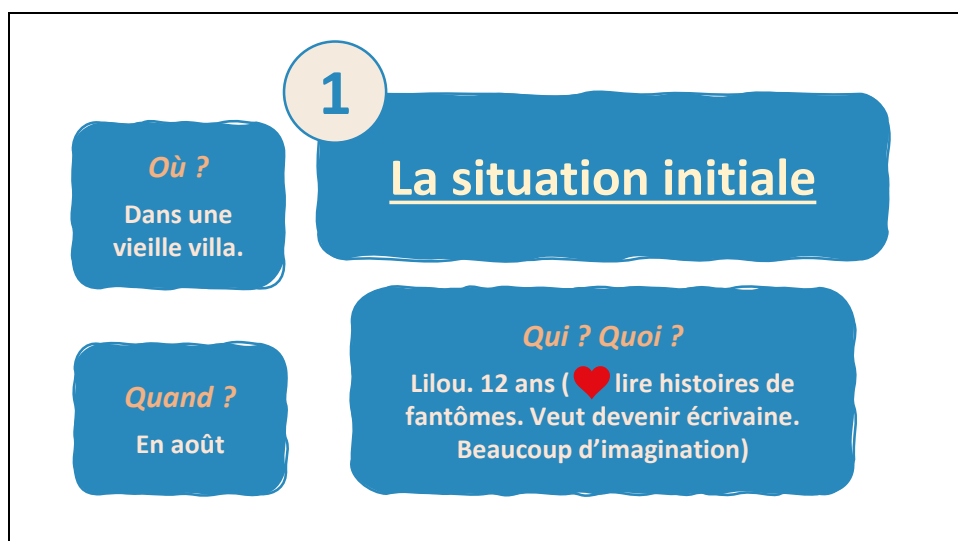 1
La situation initiale
Où ?
Dans une
vieille villa.
Quand ?
En août
Qui ? Quoi ?
Lilou. 12 ans ( lire histoires de
fantômes. Veut devenir écrivaine.
Beaucoup d’imagination)